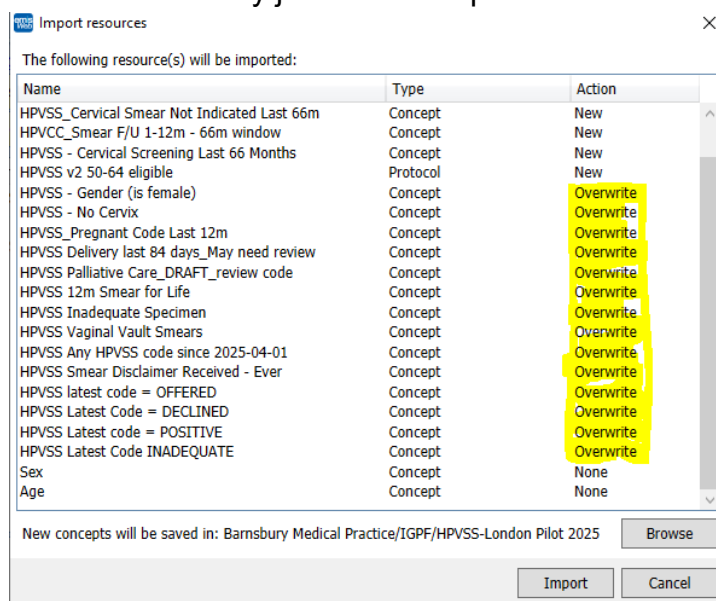 emis Web Import resources
The following resource(s) will be imported:
Name Type Action
HPVSS_Cervical Smear Not Indicated Last 66m Concept New
HPVCC_Smear F/U 1-12m - 66m window Concept New
HPVSS - Cervical Screening Last 66 Months Concept New
HPVSS v2 50-64 eligible Protocol New
HPVSS - Gender (is female) Concept Overwrite
HPVSS - No Cervix Concept Overwrite
HPVSS_Pregnant Code Last 12m Concept Overwrite
HPVSS Delivery last 84 days_May need review Concept Overwrite
HPVSS Palliative Care_DRAFT_review code Concept Overwrite
HPVSS 12m Smear for Life Concept Overwrite
HPVSS Inadequate Specimen Concept Overwrite
HPVSS Vaginal Vault Smears Concept Overwrite
HPVSS Any HPVSS code since 2025-04-01 Concept Overwrite
HPVSS Smear Disclaimer Received - Ever Concept Overwrite
HPVSS latest code = OFFERED Concept Overwrite
HPVSS Latest Code = DECLINED Concept Overwrite
HPVSS Latest code = POSITIVE Concept Overwrite
HPVSS Latest Code INADEQUATE Concept Overwrite
Sex Concept None
Age Concept None
New concepts will be saved in: Barnsbury Medical Practice/IGPF/HPVSS-London Pilot 2025 Browse
Import Cancel